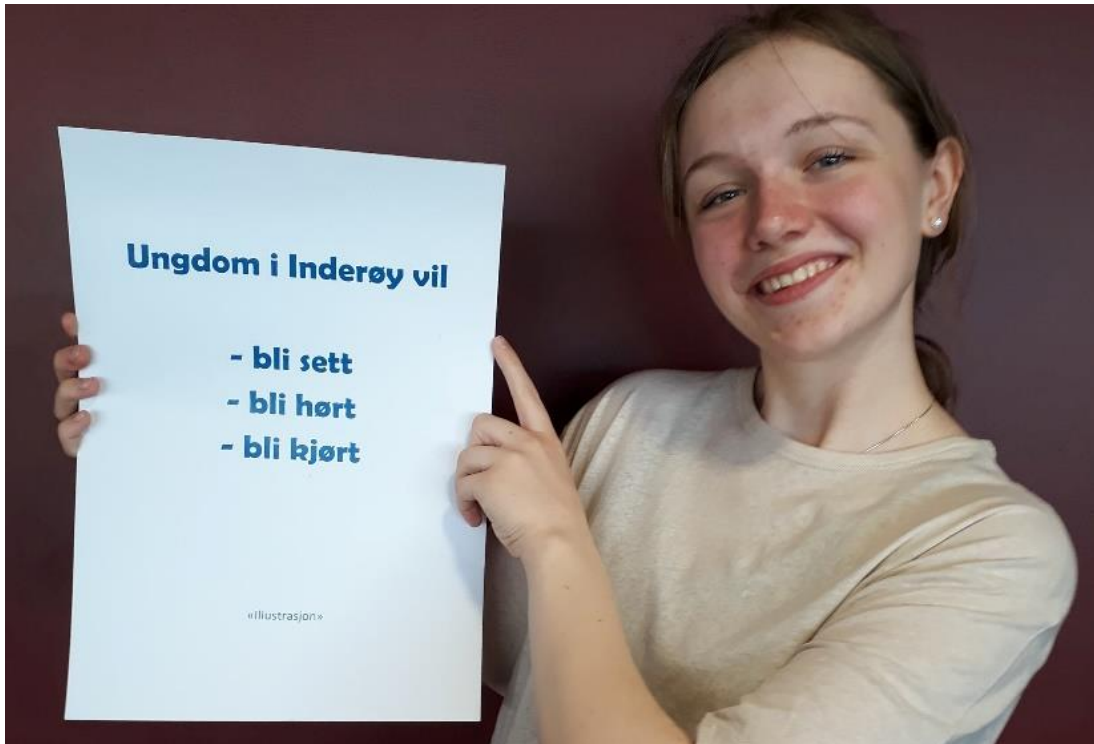 Ungdom i Inderøy vil
- bli sett
- bli hørt
- bli kjørt
«Illustrasjon»